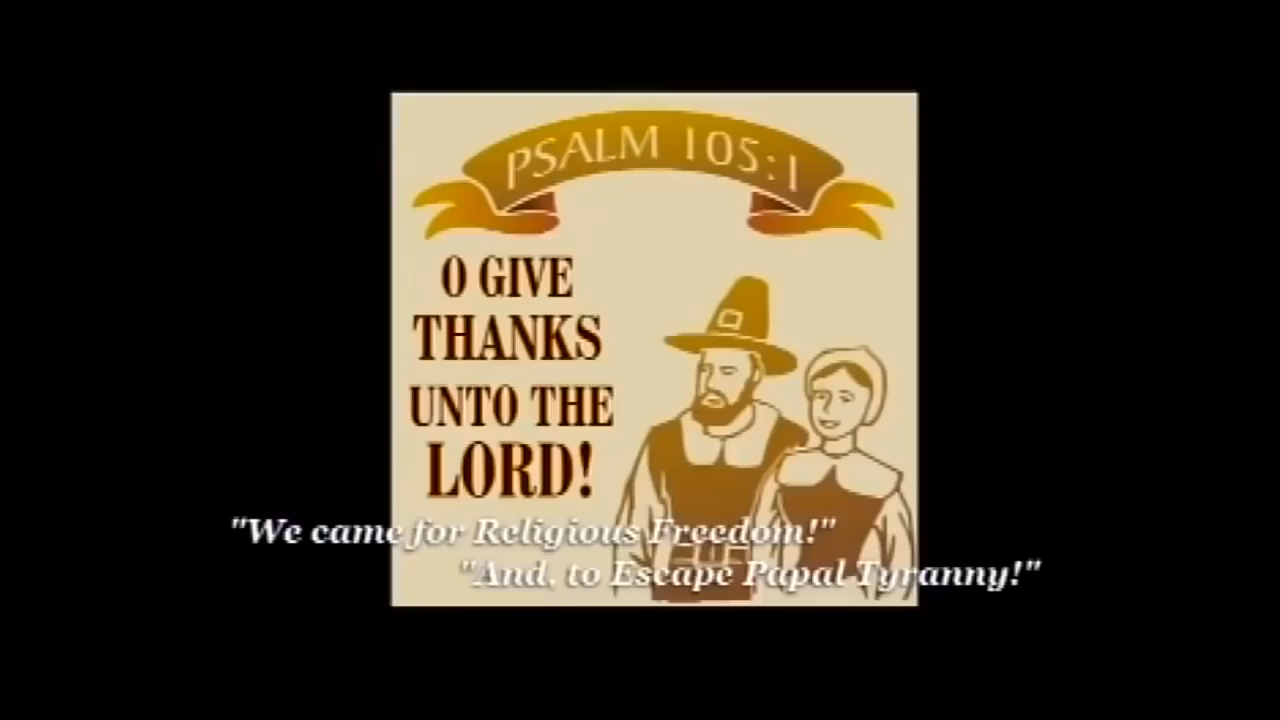 PSALM 105:1
O GIVE
THANKS
UNTO THE
LORD!
"We came for Religious Freedom!"
"And, to Escape Papal Tyranny!"